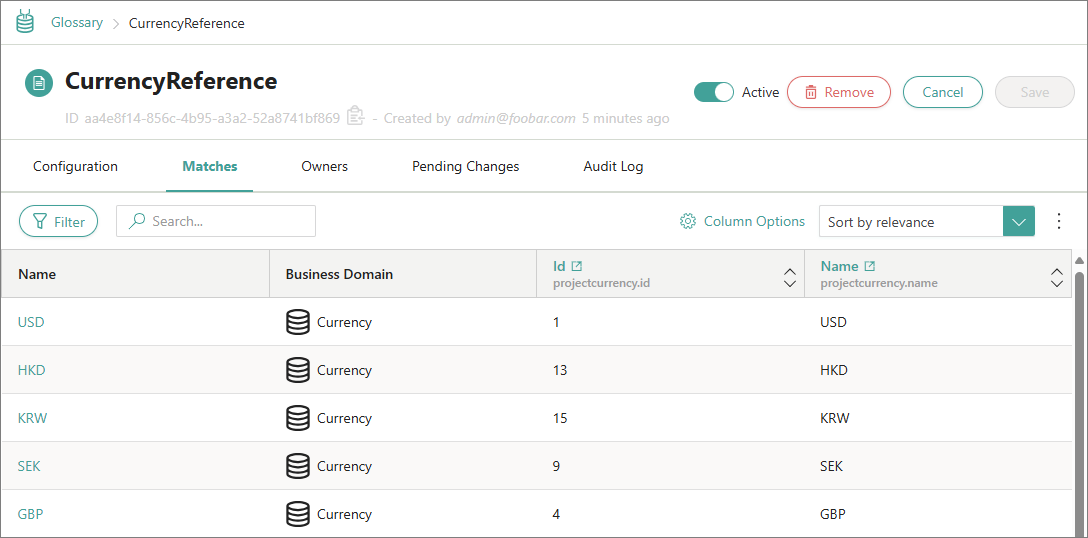 Glossary > CurrencyReference
CurrencyReference
Active Remove Cancel Save
ID aa4e8f14-856c-4b95-a3a2-52a8741bf869 - Created by admin@foobar.com 5 minutes ago
Configuration Matches Owners Pending Changes Audit Log
Filter Search... Column Options Sort by relevance
Name Business Domain Id Name
projectcurrency.id projectcurrency.name
USD Currency 1 USD
HKD Currency 13 HKD
KRW Currency 15 KRW
SEK Currency 9 SEK
GBP Currency 4 GBP